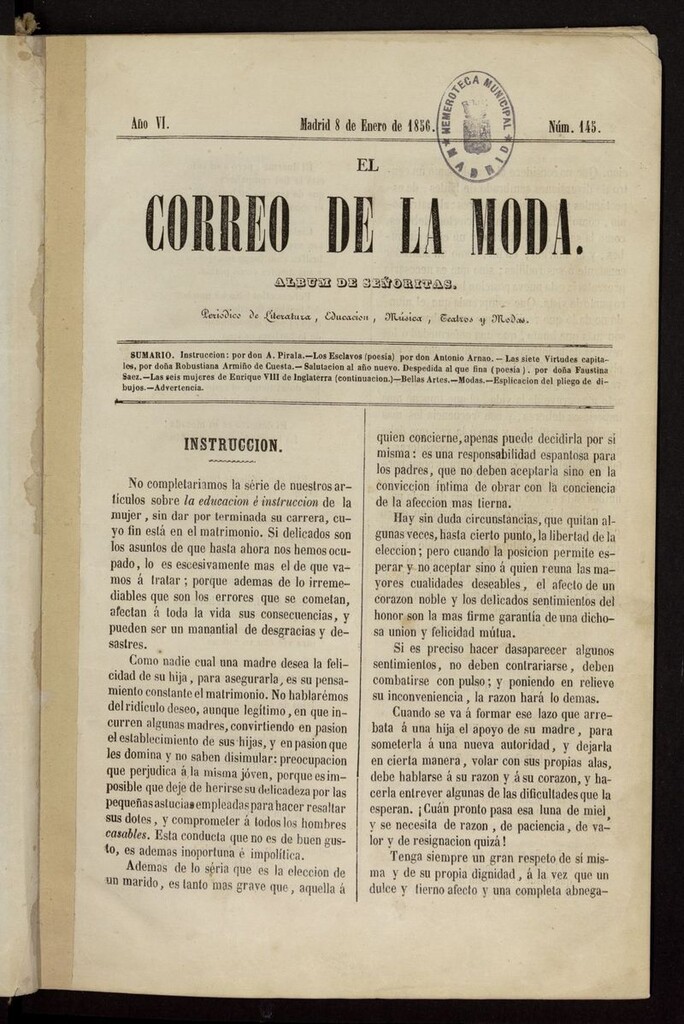 Año VI.
Madrid 8 de Enero de 1856.
Núm. 145.
HEMEROTECA MUNICIPAL
MADRID
EL
CORREO DE LA MODA.
ALBUM DE SEÑORITAS.
Periódico de Literatura, Educacion, Música, Teatros y Modas.
SUMARIO. Instruccion: por don A. Pirala.—Los Esclavos (poesía) por don Antonio Arnao. — Las siete Virtudes capita-
les, por doña Robustiana Armiño de Cuesta.— Salutacion al año nuevo. Despedida al que fina (poesía). por doña Faustina
Saez.—Las seis mujeres de Enrique VIII de Inglaterra (continuacion.)—Bellas Artes.—Modas.—Esplicacion del pliego de di-
bujos.—Advertencia.
INSTRUCCION.
No completariamos la série de nuestros ar-
tículos sobre la educacion é instruccion de la
mujer, sin dar por terminada su carrera, cu-
yo fin está en el matrimonio. Si delicados son
los asuntos de que hasta ahora nos hemos ocu-
pado, lo es escesivamente mas el de que va-
mos á tratar; porque ademas de lo irreme-
diables que son los errores que se cometan,
afectan á toda la vida sus consecuencias, y
pueden ser un manantial de desgracias y de-
sastres.
Como nadie cual una madre desea la feli-
cidad de su hija, para asegurarla, es su pensa-
miento constante el matrimonio. No hablarémos
del ridículo deseo, aunque legítimo, en que in-
curren algunas madres, convirtiendo en pasion
el establecimiento de sus hijas, y en pasion que
les domina y no saben disimular: preocupacion
que perjudica á la misma jóven, porque es im-
posible que deje de herirse su delicadeza por las
pequeñas astucias empleadas para hacer resaltar
sus dotes, y comprometer á todos los hombres
casables. Esta conducta que no es de buen gus-
to, es ademas inoportuna é impolítica.
Ademas de lo séria que es la eleccion de
un marido, es tanto mas grave que, aquella á
quien concierne, apenas puede decidirla por sí
misma: es una responsabilidad espantosa para
los padres, que no deben aceptarla sino en la
conviccion íntima de obrar con la conciencia
de la afeccion mas tierna.
Hay sin duda circunstancias, que quitan al-
gunas veces, hasta cierto punto, la libertad de la
eleccion; pero cuando la posicion permite es-
perar y no aceptar sino á quien reuna las ma-
yores cualidades deseables, el afecto de un
corazon noble y los delicados sentimientos del
honor son la mas firme garantía de una dicho-
sa union y felicidad mútua.
Si es preciso hacer dasaparecer algunos
sentimientos, no deben contrariarse, deben
combatirse con pulso; y poniendo en relieve
su inconveniencia, la razon hará lo demas.
Cuando se va á formar ese lazo que arre-
bata á una hija el apoyo de su madre, para
someterla á una nueva autoridad, y dejarla
en cierta manera, volar con sus propias alas,
debe hablarse á su razon y á su corazon, y ha-
cerla entrever algunas de las dificultades que la
esperan. ¡Cuán pronto pasa esa luna de miel,
y se necesita de razon, de paciencia, de va-
lor y de resignacion quizá!
Tenga siempre un gran respeto de sí mis-
ma y de su propia dignidad, á la vez que un
dulce y tierno afecto y una completa abnega-